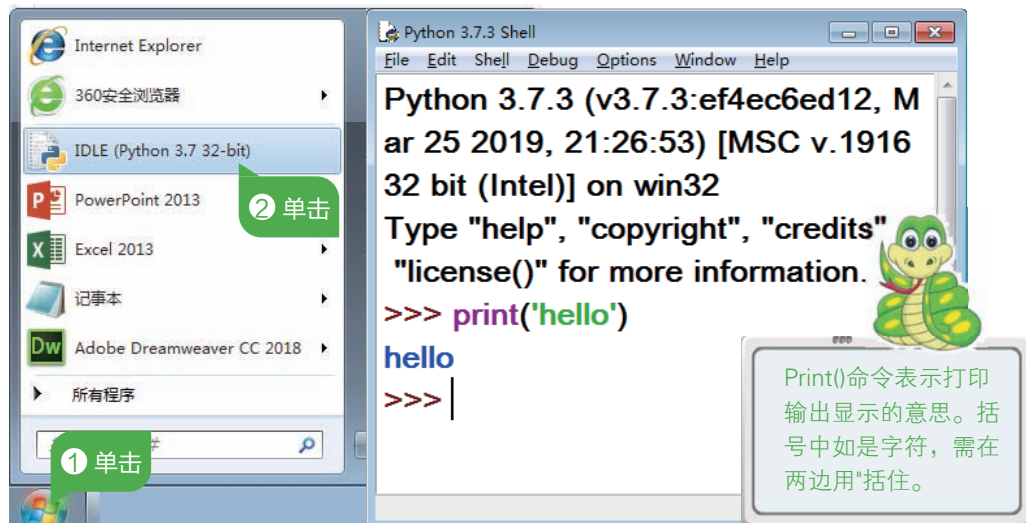 Internet Explorer
360安全浏览器
IDLE (Python 3.7 32-bit)
PowerPoint 2013
Excel 2013
记事本
Adobe Dreamweaver CC 2018
所有程序
① 单击
② 单击
Python 3.7.3 Shell
File Edit Shell Debug Options Window Help
Python 3.7.3 (v3.7.3:ef4ec6ed12, M
ar 25 2019, 21:26:53) [MSC v.1916
32 bit (Intel)] on win32
Type "help", "copyright", "credits"
"license()" for more information.
>>> print('hello')
hello
>>>
Print()命令表示打印
输出显示的意思。括
号中如是字符，需在
两边用"括住。